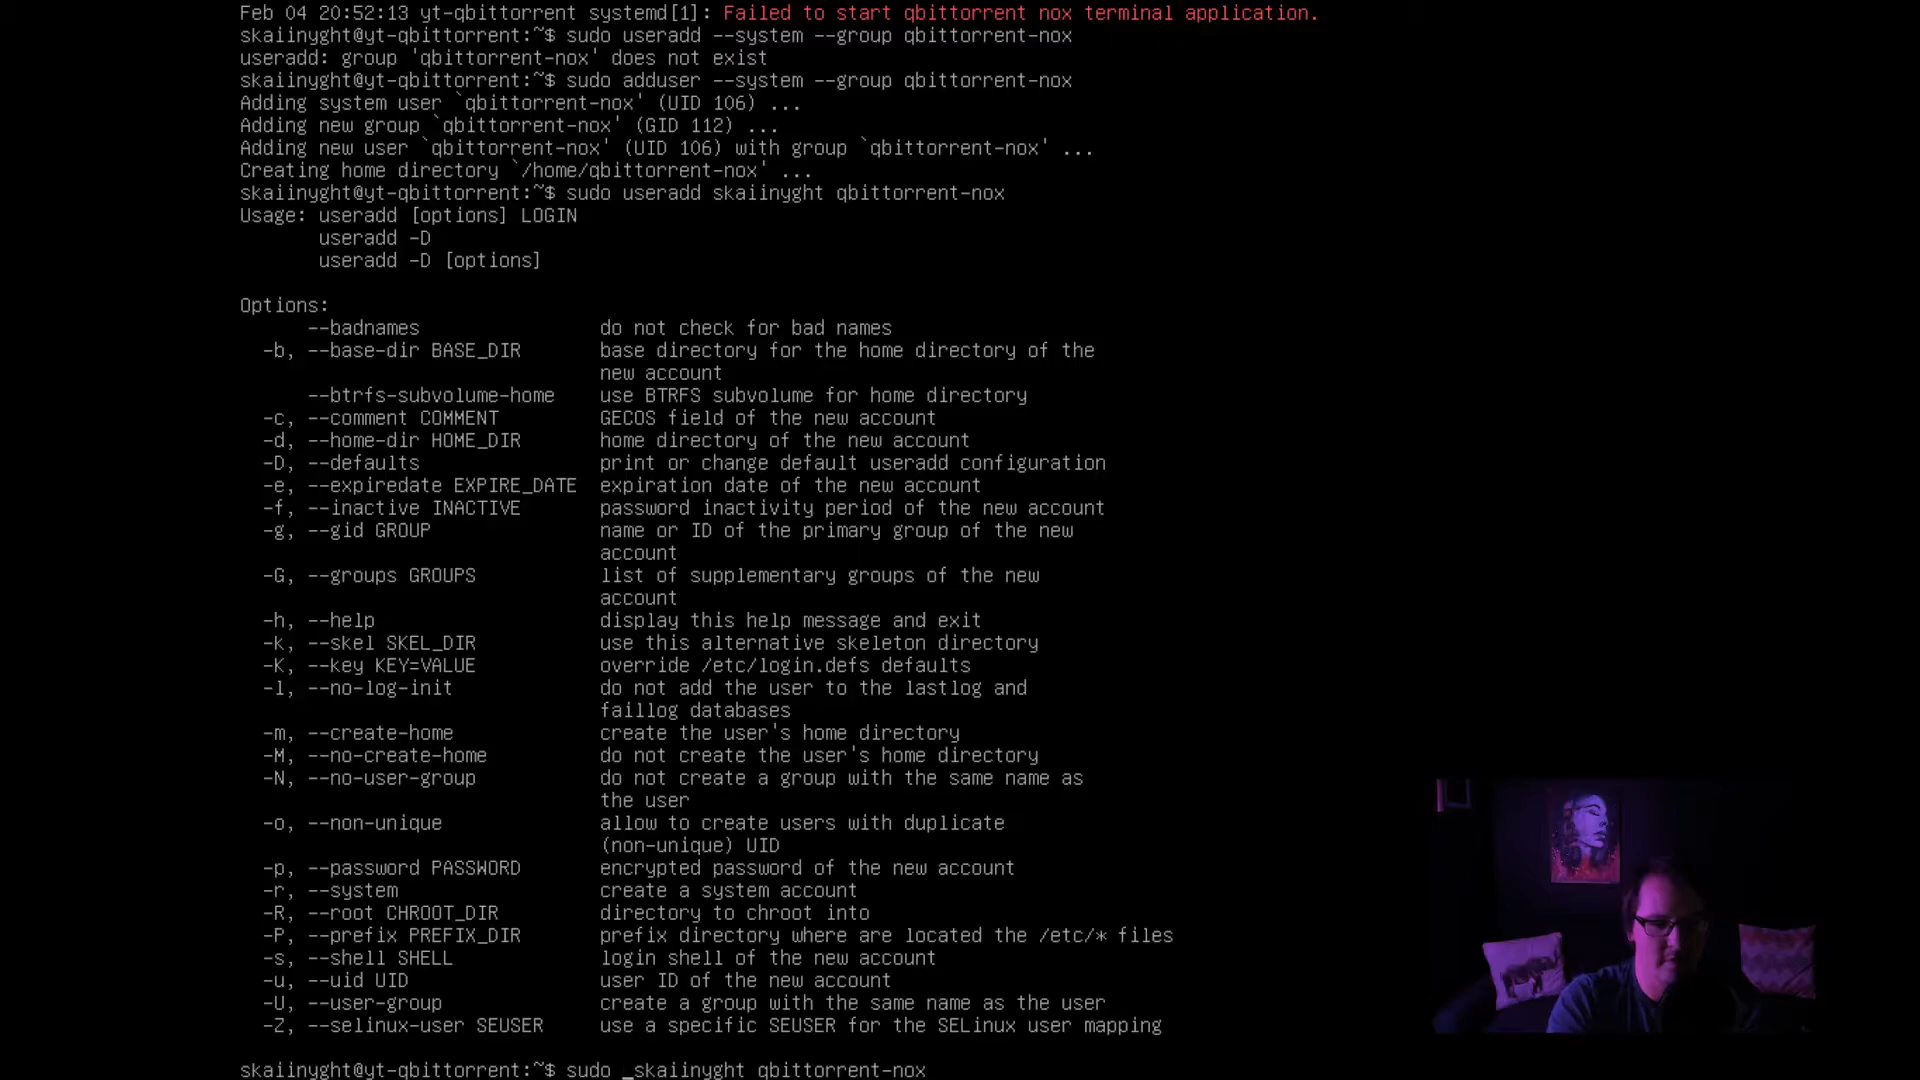 Feb 04 20:52:13 yt-qbittorrent systemd[1]: Failed to start qbittorrent nox terminal application.
skaiinyght@yt-qbittorrent:~$ sudo useradd --system --group qbittorrent-nox
useradd: group 'qbittorrent-nox' does not exist
skaiinyght@yt-qbittorrent:~$ sudo adduser --system --group qbittorrent-nox
Adding system user `qbittorrent-nox' (UID 106) ...
Adding new group `qbittorrent-nox' (GID 112) ...
Adding new user `qbittorrent-nox' (UID 106) with group `qbittorrent-nox' ...
Creating home directory `/home/qbittorrent-nox' ...
skaiinyght@yt-qbittorrent:~$ sudo useradd skaiinyght qbittorrent-nox
Usage: useradd [options] LOGIN
       useradd -D
       useradd -D [options]
Options:
      --badnames                do not check for bad names
  -b, --base-dir BASE_DIR       base directory for the home directory of the
                                new account
      --btrfs-subvolume-home    use BTRFS subvolume for home directory
  -c, --comment COMMENT         GECOS field of the new account
  -d, --home-dir HOME_DIR       home directory of the new account
  -D, --defaults                print or change default useradd configuration
  -e, --expiredate EXPIRE_DATE  expiration date of the new account
  -f, --inactive INACTIVE       password inactivity period of the new account
  -g, --gid GROUP               name or ID of the primary group of the new
                                account
  -G, --groups GROUPS           list of supplementary groups of the new
                                account
  -h, --help                    display this help message and exit
  -k, --skel SKEL_DIR           use this alternative skeleton directory
  -K, --key KEY=VALUE           override /etc/login.defs defaults
  -l, --no-log-init             do not add the user to the lastlog and
                                faillog databases
  -m, --create-home             create the user's home directory
  -M, --no-create-home          do not create the user's home directory
  -N, --no-user-group           do not create a group with the same name as
                                the user
  -o, --non-unique              allow to create users with duplicate
                                (non-unique) UID
  -p, --password PASSWORD       encrypted password of the new account
  -r, --system                  create a system account
  -R, --root CHROOT_DIR         directory to chroot into
  -P, --prefix PREFIX_DIR       prefix directory where are located the /etc/* files
  -s, --shell SHELL             login shell of the new account
  -u, --uid UID                 user ID of the new account
  -U, --user-group              create a group with the same name as the user
  -Z, --selinux-user SEUSER     use a specific SEUSER for the SELinux user mapping
skaiinyght@yt-qbittorrent:~$ sudo _skaiinyght qbittorrent-nox